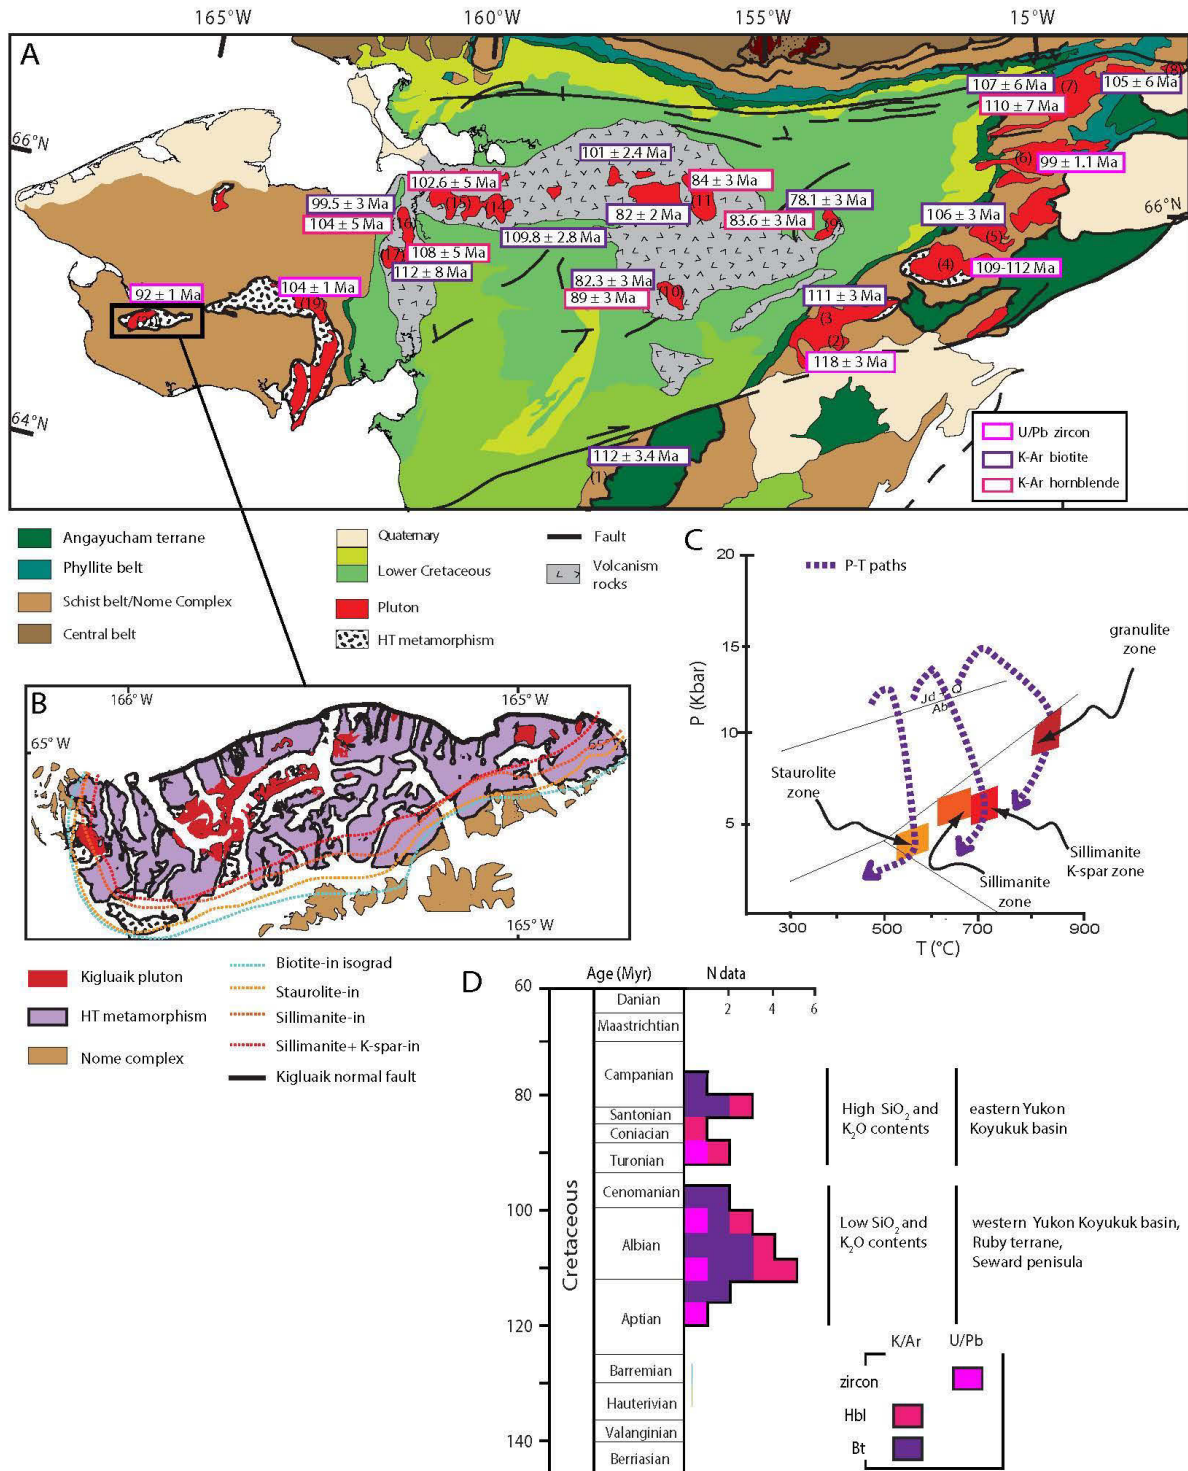 165°W 160°W 155°W 15°W
A
66°N
64°N
66°N
107 ± 6 Ma
110 ± 7 Ma
105 ± 6 Ma
(7)
(8)
(6)
99 ± 1.1 Ma
101 ± 2.4 Ma
102.6 ± 5 Ma
84 ± 3 Ma
(11)
99.5 ± 3 Ma
104 ± 5 Ma
(15)
(14)
(16)
82 ± 2 Ma
78.1 ± 3 Ma
83.6 ± 3 Ma
(9)
106 ± 3 Ma
(5)
109.8 ± 2.8 Ma
108 ± 5 Ma
(17)
112 ± 8 Ma
(4)
109-112 Ma
92 ± 1 Ma
104 ± 1 Ma
(19)
82.3 ± 3 Ma
89 ± 3 Ma
(10)
111 ± 3 Ma
(3
(2)
118 ± 3 Ma
112 ± 3.4 Ma
(1)
U/Pb zircon
K-Ar biotite
K-Ar hornblende
Angayucham terrane
Phyllite belt
Schist belt/Nome Complex
Central belt
Quaternary
Lower Cretaceous
Pluton
HT metamorphism
Fault
Volcanism
rocks
B
166°W
165°W
65° W
65°
165° W
Kigluaik pluton
HT metamorphism
Nome complex
Biotite-in isograd
Staurolite-in
Sillimanite-in
Sillimanite+ K-spar-in
Kigluaik normal fault
C
P-T paths
P (Kbar)
20
15
10
5
300 500 700 900
T (°C)
Jd + Q
Ab
granulite
zone
Staurolite
zone
Sillimanite
K-spar zone
Sillimanite
zone
D
Age (Myr) N data
2 4 6
60
80
100
120
140
Cretaceous
Danian
Maastrichtian
Campanian
Santonian
Coniacian
Turonian
Cenomanian
Albian
Aptian
Barremian
Hauterivian
Valanginian
Berriasian
High SiO₂ and
K₂O contents
eastern Yukon
Koyukuk basin
Low SiO₂ and
K₂O contents
western Yukon Koyukuk basin,
Ruby terrane,
Seward penisula
K/Ar U/Pb
zircon
Hbl
Bt